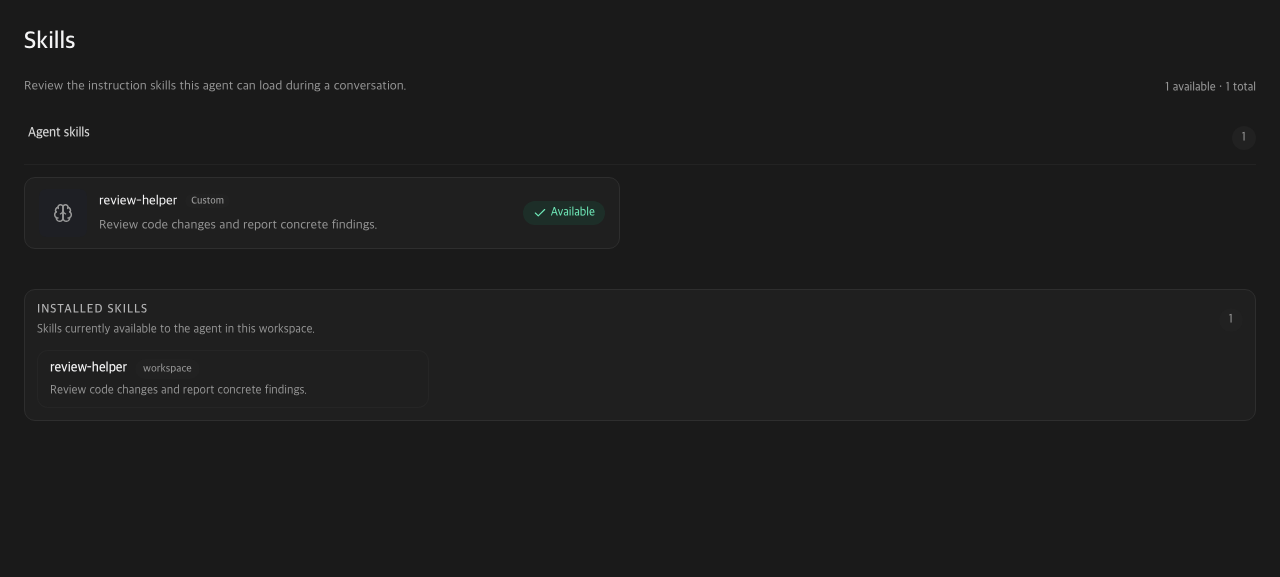 Skills
Review the instruction skills this agent can load during a conversation.
1 available · 1 total
Agent skills
1
review-helper Custom
Review code changes and report concrete findings.
Available
INSTALLED SKILLS
Skills currently available to the agent in this workspace.
1
review-helper workspace
Review code changes and report concrete findings.